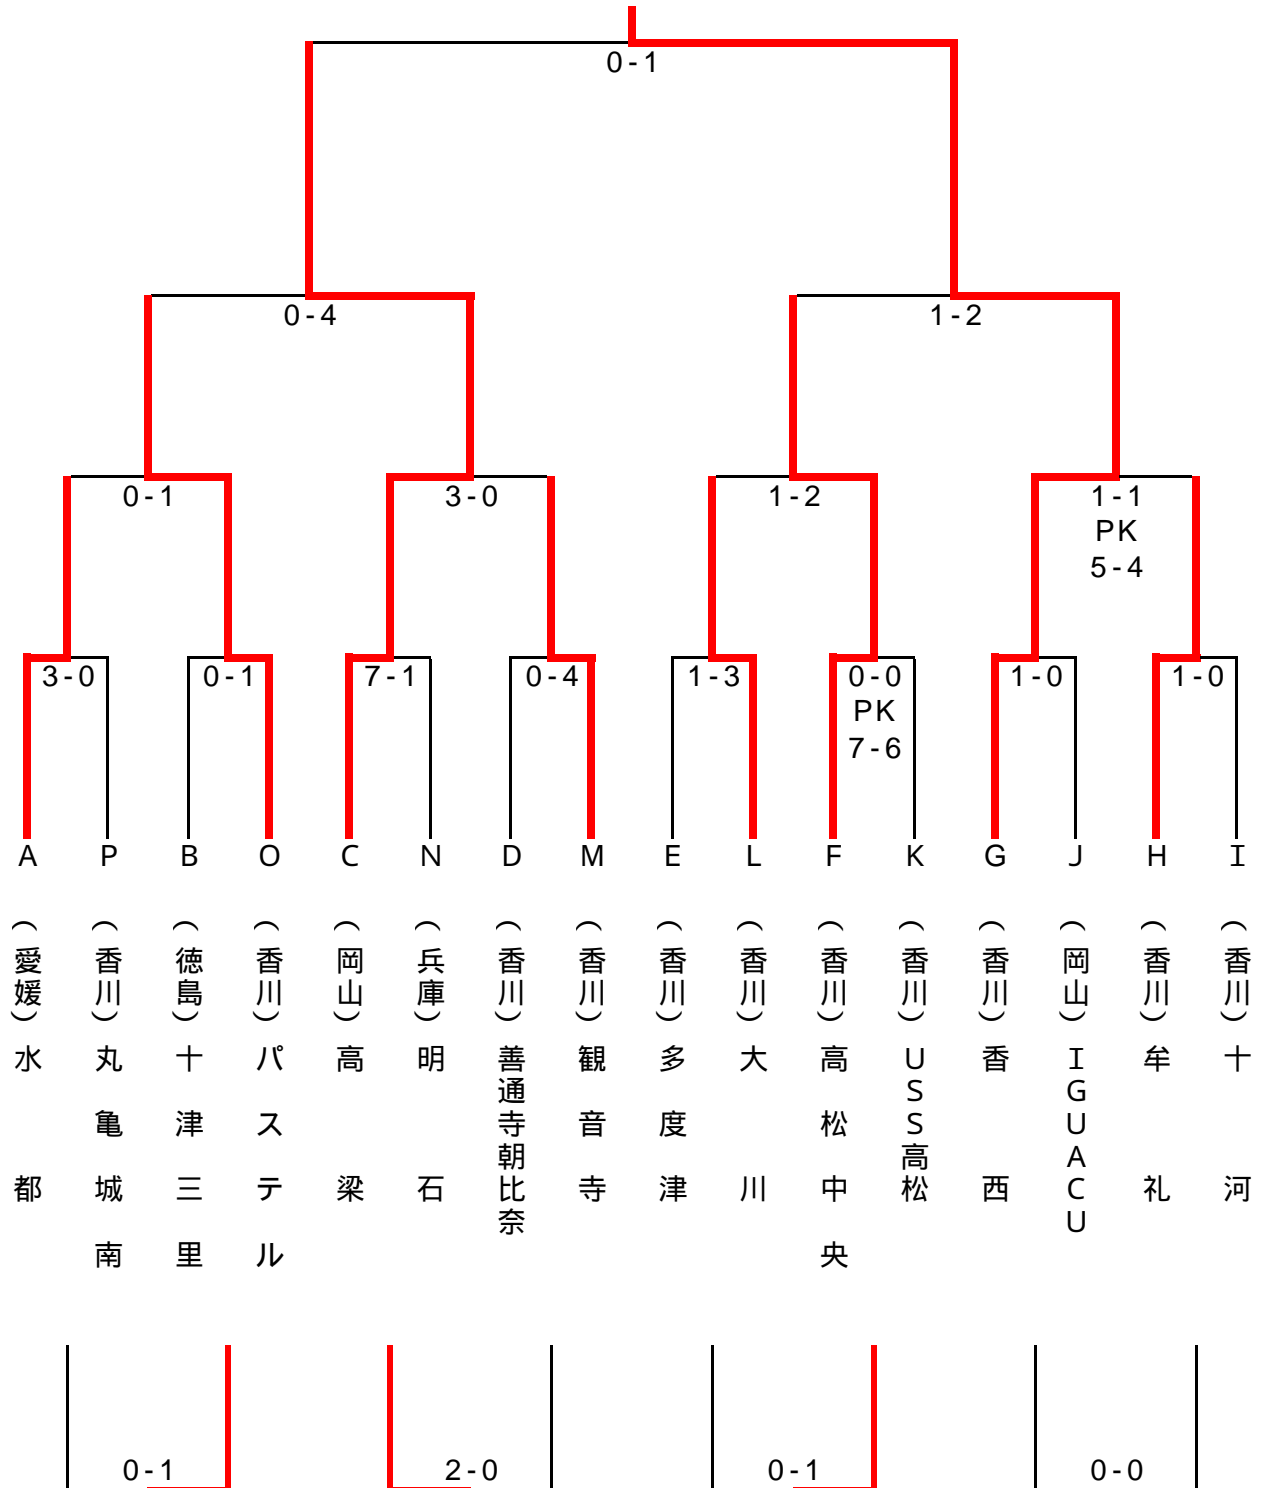 0-1
0-4
1-2
0-1
3-0
1-2
1-1
PK
5-4
3-0
0-1
7-1
0-4
1-3
0-0
PK
7-6
1-0
1-0
A
P
B
O
C
N
D
M
E
L
F
K
G
J
H
I
(愛媛)水都
(香川)丸亀城南
(徳島)十津三里
(香川)パステル
(岡山)高梁
(兵庫)明石
(香川)善通寺朝比奈
(香川)観音寺
(香川)多度津
(香川)大川
(香川)高松中央
(香川)USS高松
(香川)香西
(岡山)IGUACU
(香川)牟礼
(香川)十河
0-1
2-0
0-1
0-0